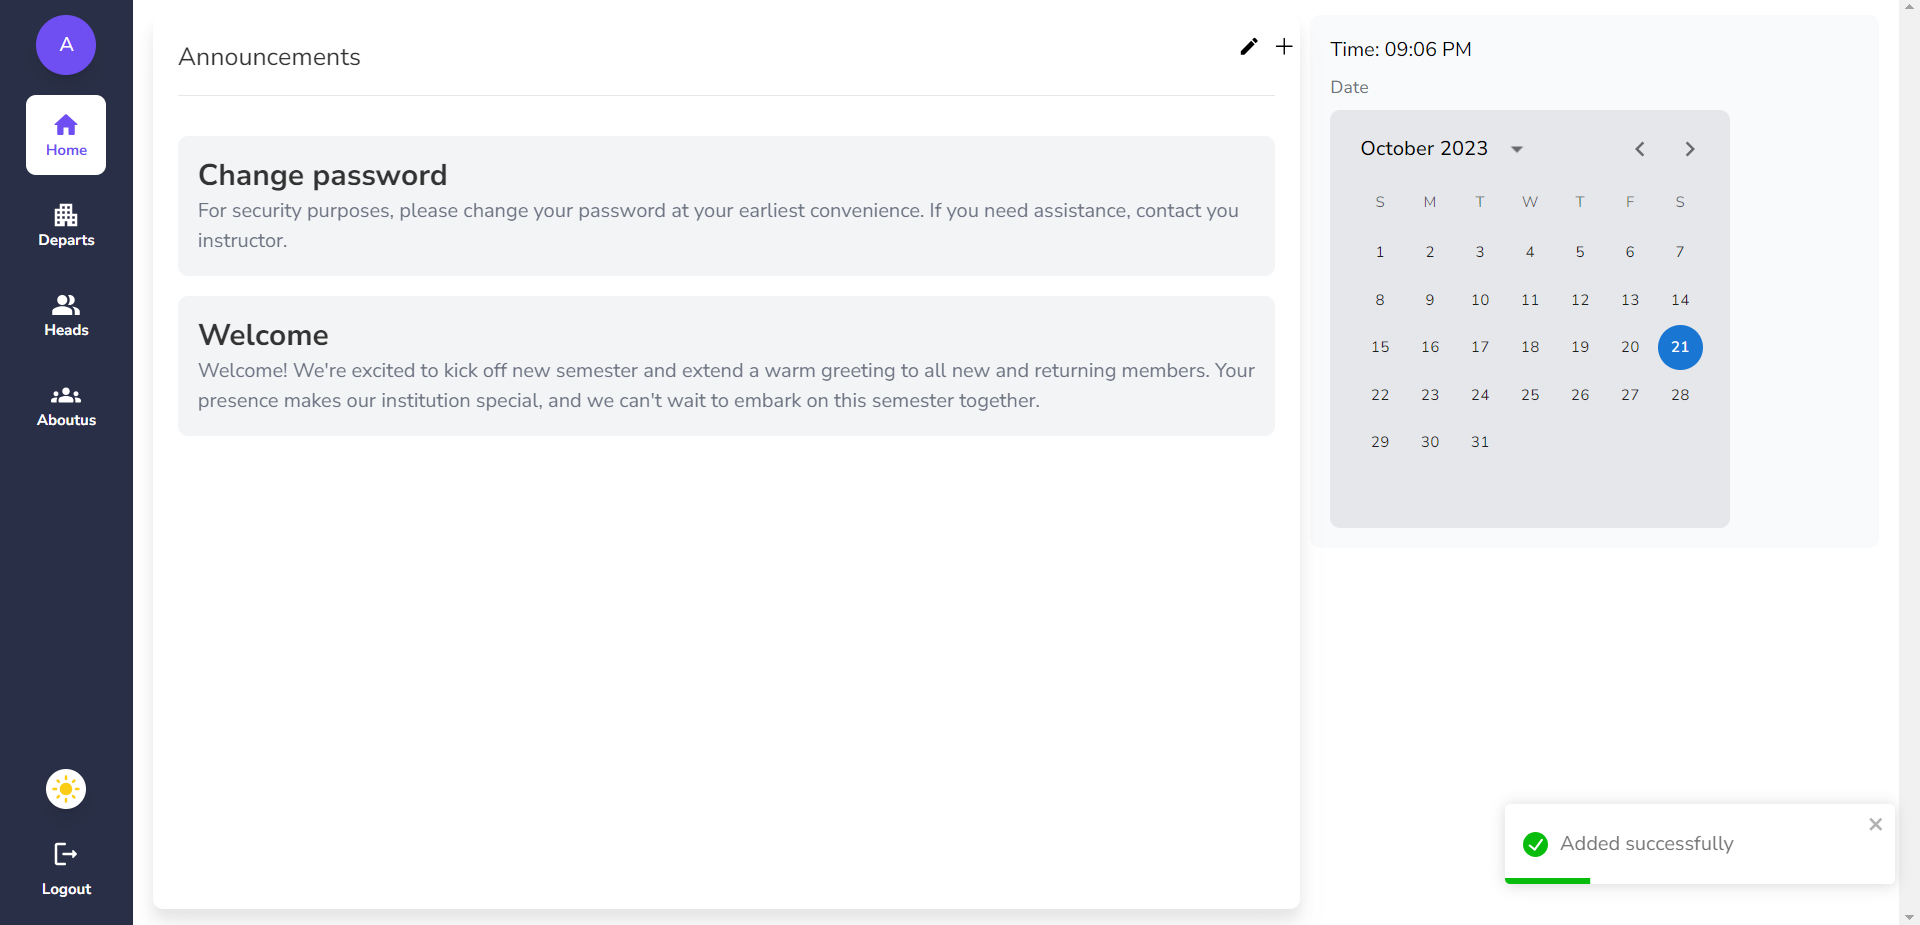 A
Home
Departs
Heads
Aboutus
Logout
Announcements
Change password
For security purposes, please change your password at your earliest convenience. If you need assistance, contact you
instructor.
Welcome
Welcome! We're excited to kick off new semester and extend a warm greeting to all new and returning members. Your
presence makes our institution special, and we can't wait to embark on this semester together.
Time: 09:06 PM
Date
October 2023
S M T W T F S
1 2 3 4 5 6 7
8 9 10 11 12 13 14
15 16 17 18 19 20 21
22 23 24 25 26 27 28
29 30 31
Added successfully